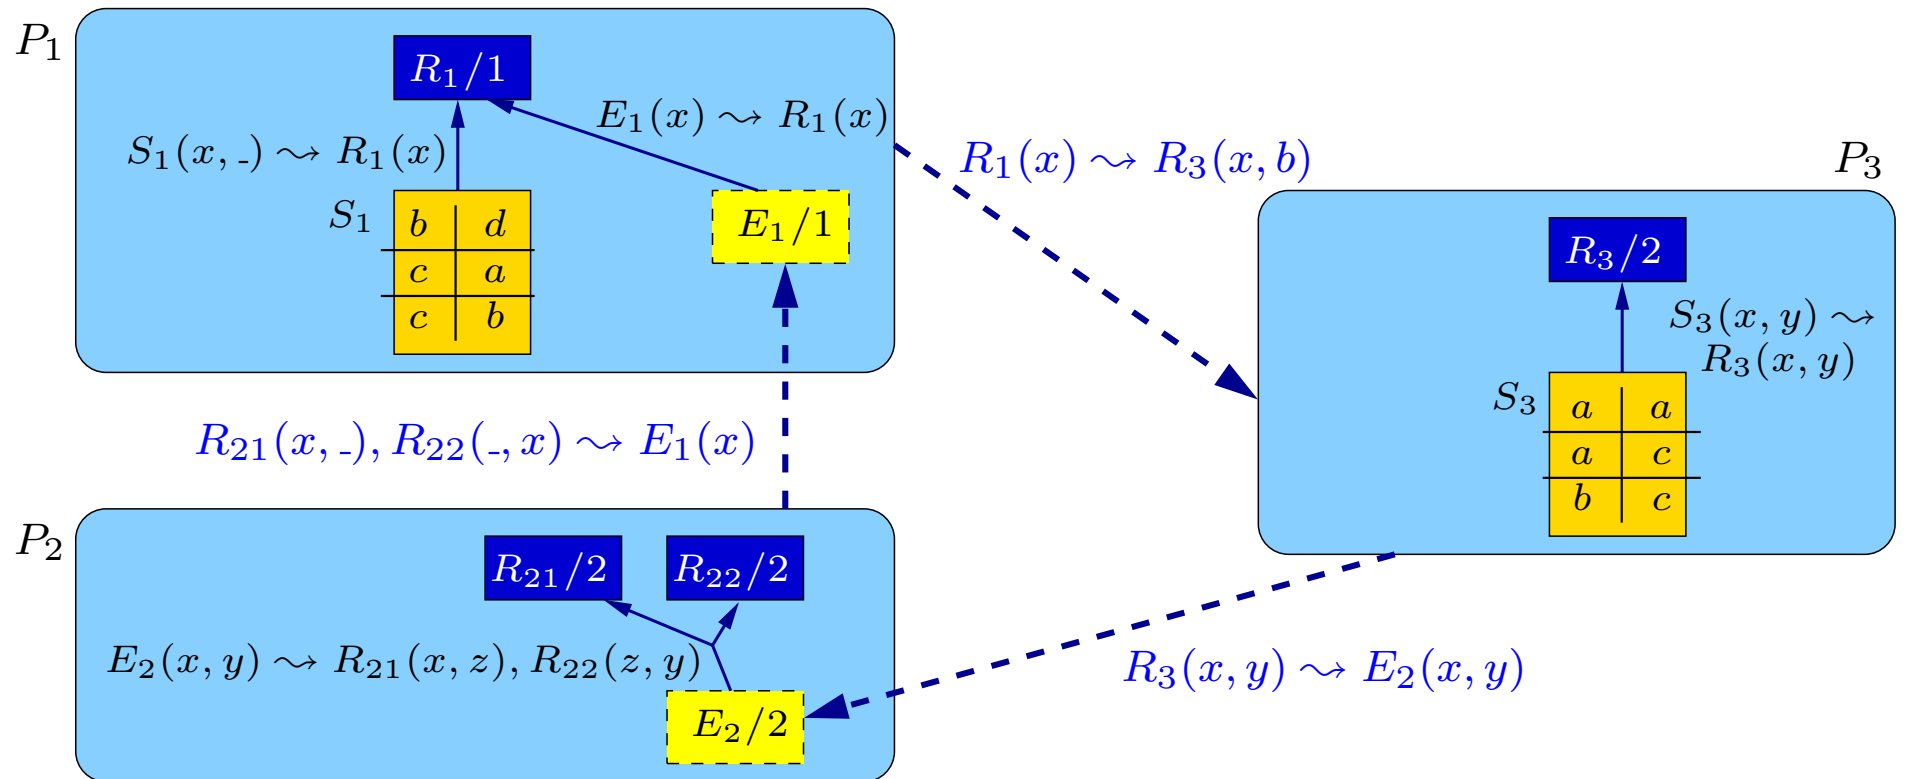 P₁
R₁/1
E₁(x) ⤳ R₁(x)
S₁(x, _) ⤳ R₁(x)
S₁
b d
c a
c b
E₁/1
R₁(x) ⤳ R₃(x, b)
P₃
R₃/2
S₃(x, y) ⤳
R₃(x, y)
S₃
a a
a c
b c
R₂₁(x, _), R₂₂(_, x) ⤳ E₁(x)
P₂
R₂₁/2
R₂₂/2
E₂(x, y) ⤳ R₂₁(x, z), R₂₂(z, y)
E₂/2
R₃(x, y) ⤳ E₂(x, y)